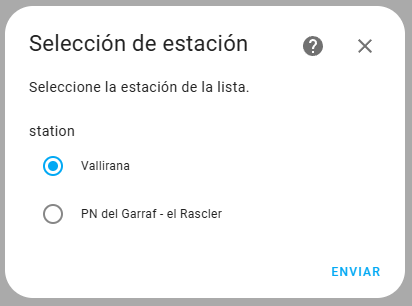 Selección de estación
Seleccione la estación de la lista.
station
Vallirana
PN del Garraf - el Rascler
ENVIAR